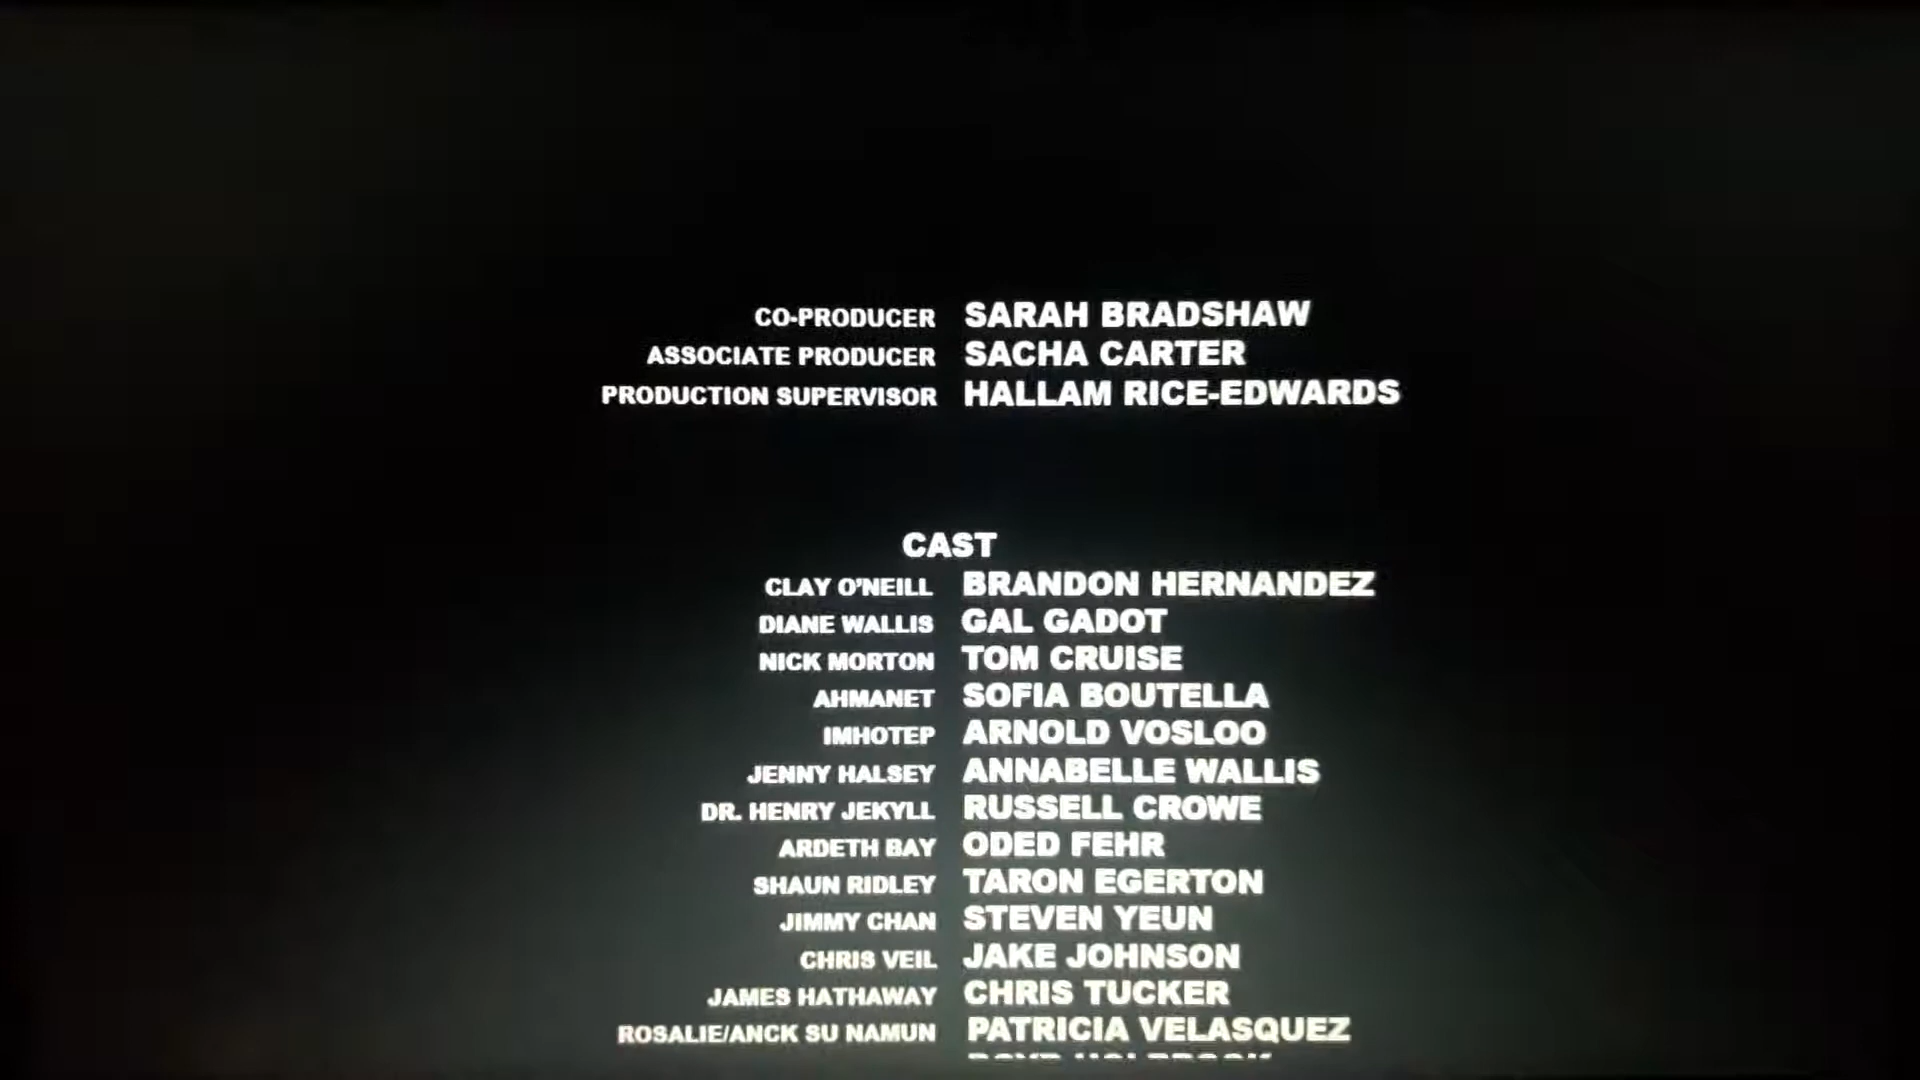 CO-PRODUCER SARAH BRADSHAW
ASSOCIATE PRODUCER SACHA CARTER
PRODUCTION SUPERVISOR HALLAM RICE-EDWARDS
CAST
CLAY O'NEILL BRANDON HERNANDEZ
DIANE WALLIS GAL GADOT
NICK MORTON TOM CRUISE
AHMANET SOFIA BOUTELLA
IMHOTEP ARNOLD VOSLOO
JENNY HALSEY ANNABELLE WALLIS
DR. HENRY JEKYLL RUSSELL CROWE
ARDETH BAY ODED FEHR
SHAUN RIDLEY TARON EGERTON
JIMMY CHAN STEVEN YEUN
CHRIS VEIL JAKE JOHNSON
JAMES HATHAWAY CHRIS TUCKER
ROSALIE/ANCK SU NAMUN PATRICIA VELASQUEZ